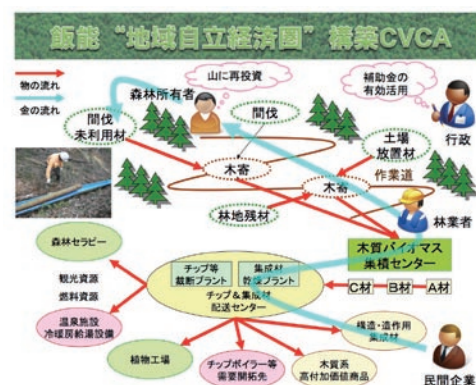 飯能“地域自立経済圏”構築CVCA
物の流れ
金の流れ
山に再投資
補助金の
有効活用
森林所有者
行政
間伐
未利用材
間伐
土場
放置材
木寄
木寄
作業道
林地残材
林業者
木質バイオマス
集積センター
森林セラピー
チップ等
裁断プラント
集成材
乾燥プラント
チップ&集成材
配送センター
C材
B材
A材
観光資源
燃料資源
温泉施設
冷暖房給湯設備
植物工場
チップボイラー等
需要開拓先
木質系
高付加価値商品
構造・造作用
集成材
民間企業